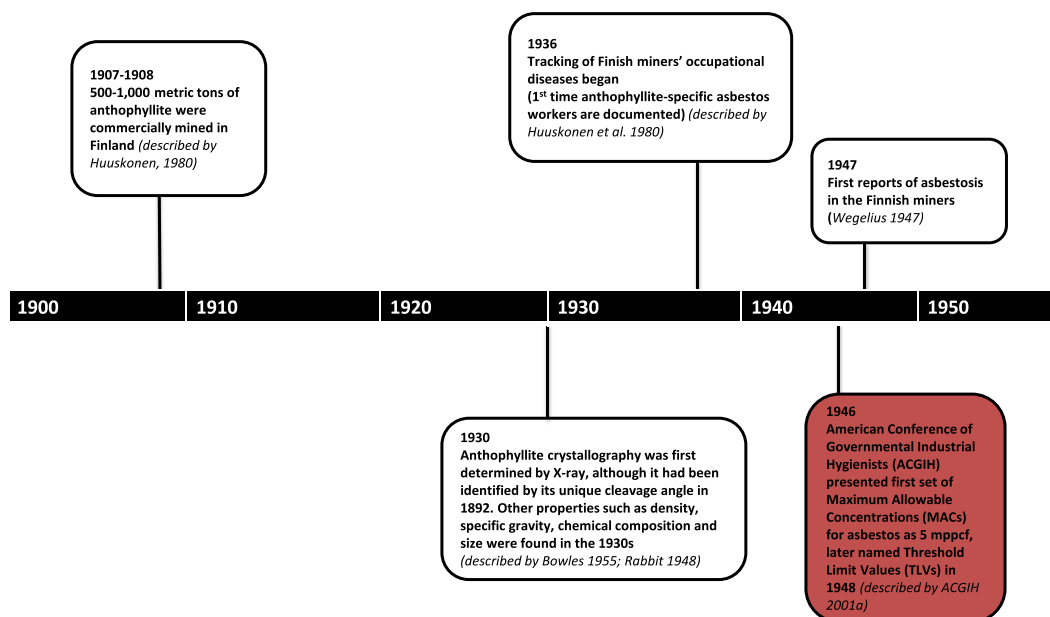 1907-1908
500-1,000 metric tons of
anthophyllite were
commercially mined in
Finland (described by
Huuskonen, 1980)
1936
Tracking of Finish miners’ occupational
diseases began
(1st time anthophyllite-specific asbestos
workers are documented) (described by
Huuskonen et al. 1980)
1947
First reports of asbestosis
in the Finnish miners
(Wegelius 1947)
1900 1910 1920 1930 1940 1950
1930
Anthophyllite crystallography was first
determined by X-ray, although it had been
identified by its unique cleavage angle in
1892. Other properties such as density,
specific gravity, chemical composition and
size were found in the 1930s
(described by Bowles 1955; Rabbit 1948)
1946
American Conference of
Governmental Industrial
Hygienists (ACGIH)
presented first set of
Maximum Allowable
Concentrations (MACs)
for asbestos as 5 mppcf,
later named Threshold
Limit Values (TLVs) in
1948 (described by ACGIH
2001a)